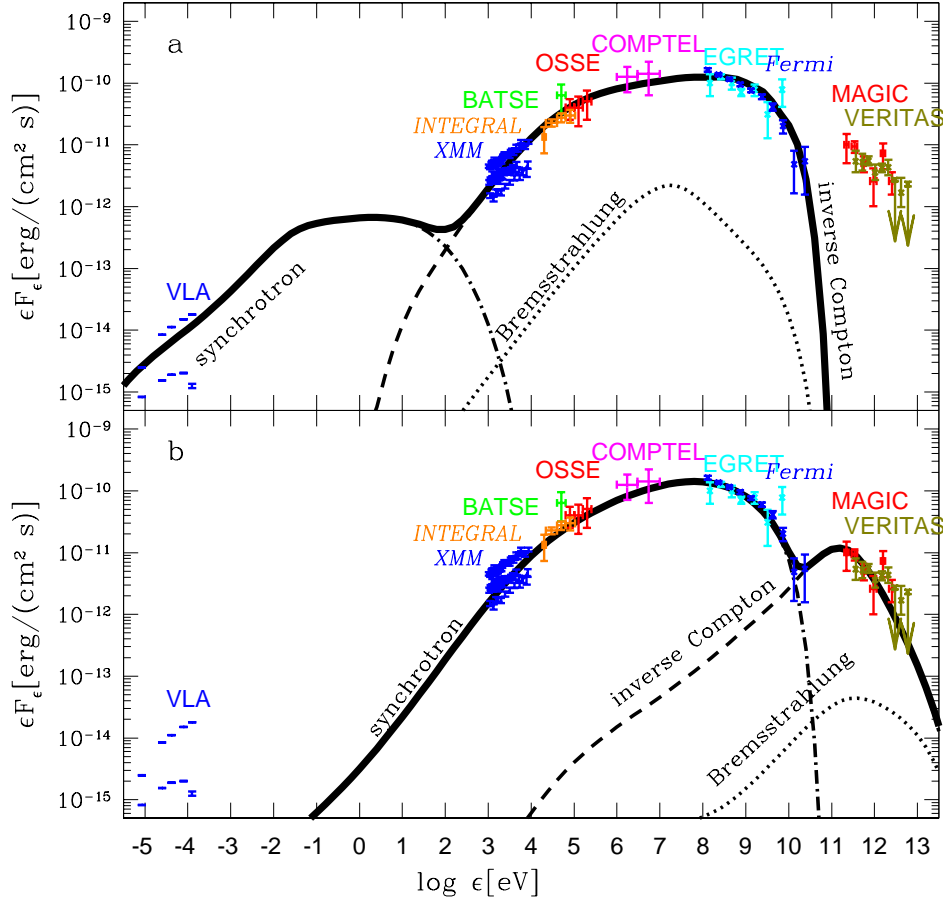 a
10⁻⁹
10⁻¹⁰
10⁻¹¹
10⁻¹²
10⁻¹³
10⁻¹⁴
10⁻¹⁵
ϵFϵ[erg/(cm² s)]
COMPTEL
OSSE
EGRET
Fermi
BATSE
MAGIC
INTEGRAL
VERITAS
XMM
VLA
synchrotron
Bremsstrahlung
inverse Compton
b
10⁻⁹
10⁻¹⁰
10⁻¹¹
10⁻¹²
10⁻¹³
10⁻¹⁴
10⁻¹⁵
ϵFϵ[erg/(cm² s)]
COMPTEL
OSSE
EGRET
Fermi
BATSE
MAGIC
INTEGRAL
VERITAS
XMM
VLA
synchrotron
inverse Compton
Bremsstrahlung
-5 -4 -3 -2 -1 0 1 2 3 4 5 6 7 8 9 10 11 12 13
log ϵ[eV]